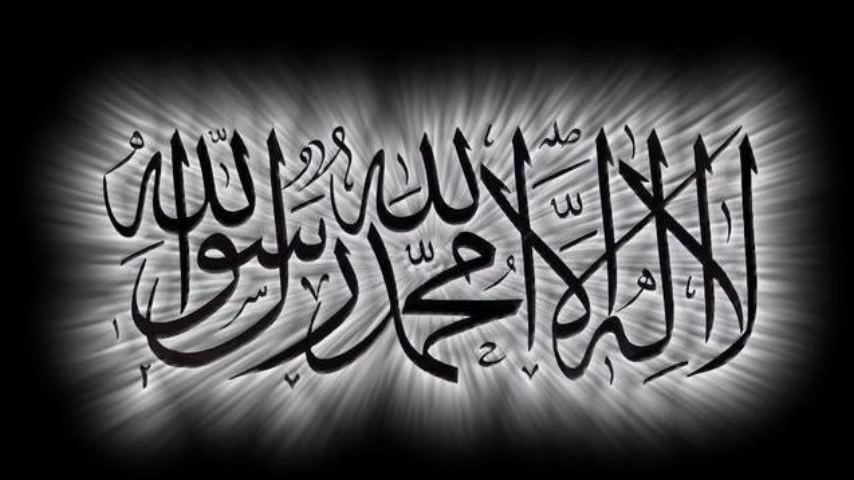 لا إله إلا الله محمد رسول الله